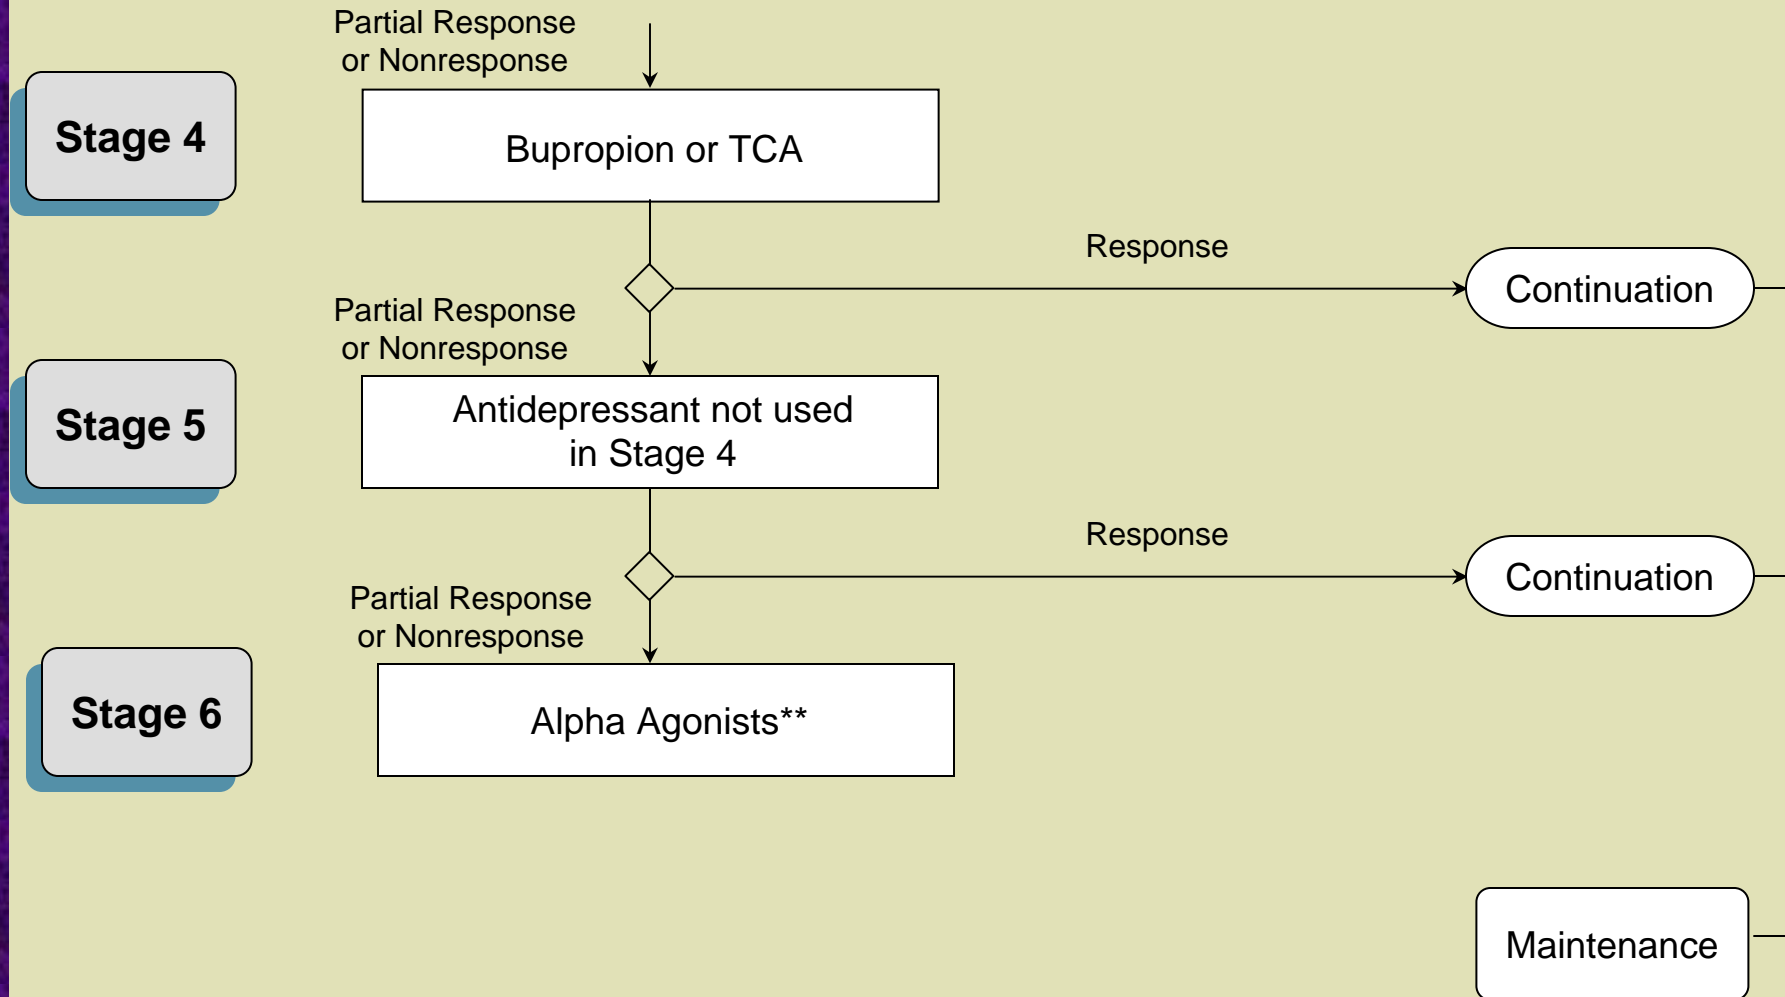 Partial Response
or Nonresponse
Stage 4
Bupropion or TCA
Response
Continuation
Partial Response
or Nonresponse
Stage 5
Antidepressant not used
in Stage 4
Response
Continuation
Partial Response
or Nonresponse
Stage 6
Alpha Agonists**
Maintenance